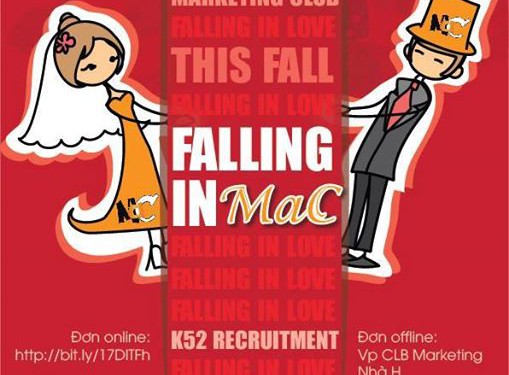 MARKETING CLUB
FALLING IN LOVE
THIS FALL
FALLING IN LOVE
FALLING
IN MaC
FALLING IN LOVE
FALLING IN LOVE
FALLING IN LOVE
K52 RECRUITMENT
FALLING IN LOVE
MaC
MaC
Đơn online:
http://bit.ly/17DITFh
Đơn offline:
Vp CLB Marketing
Nhà H